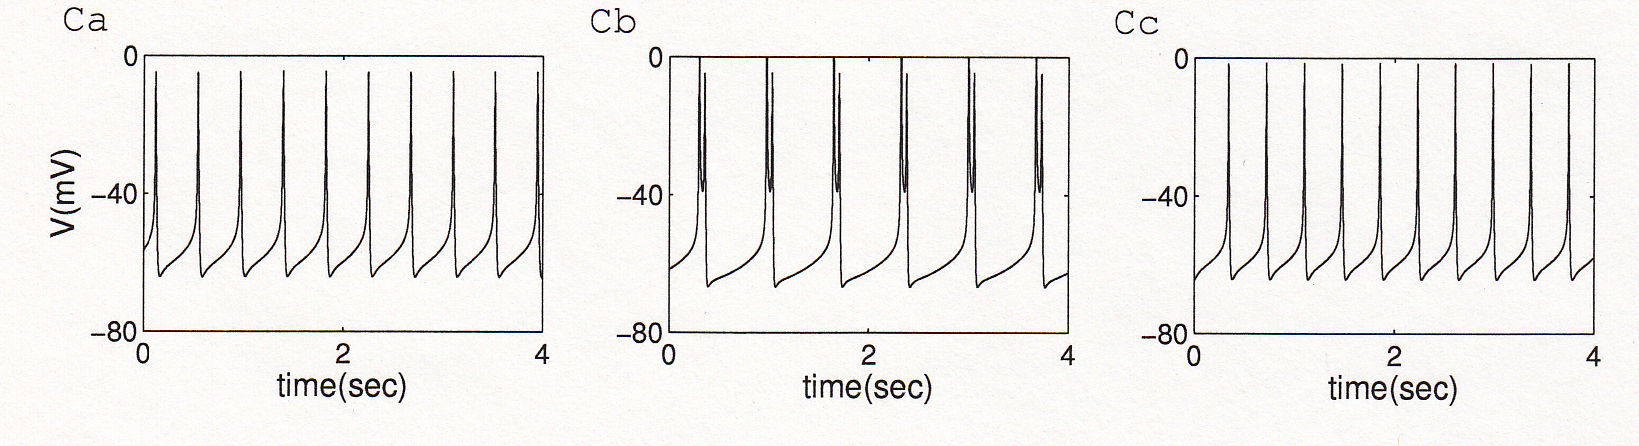 Ca Cb Cc
0 0 0
V(mV) −40 −40 −40
−80 −80 −80
0 2 4 0 2 4 0 2 4
time(sec) time(sec) time(sec)